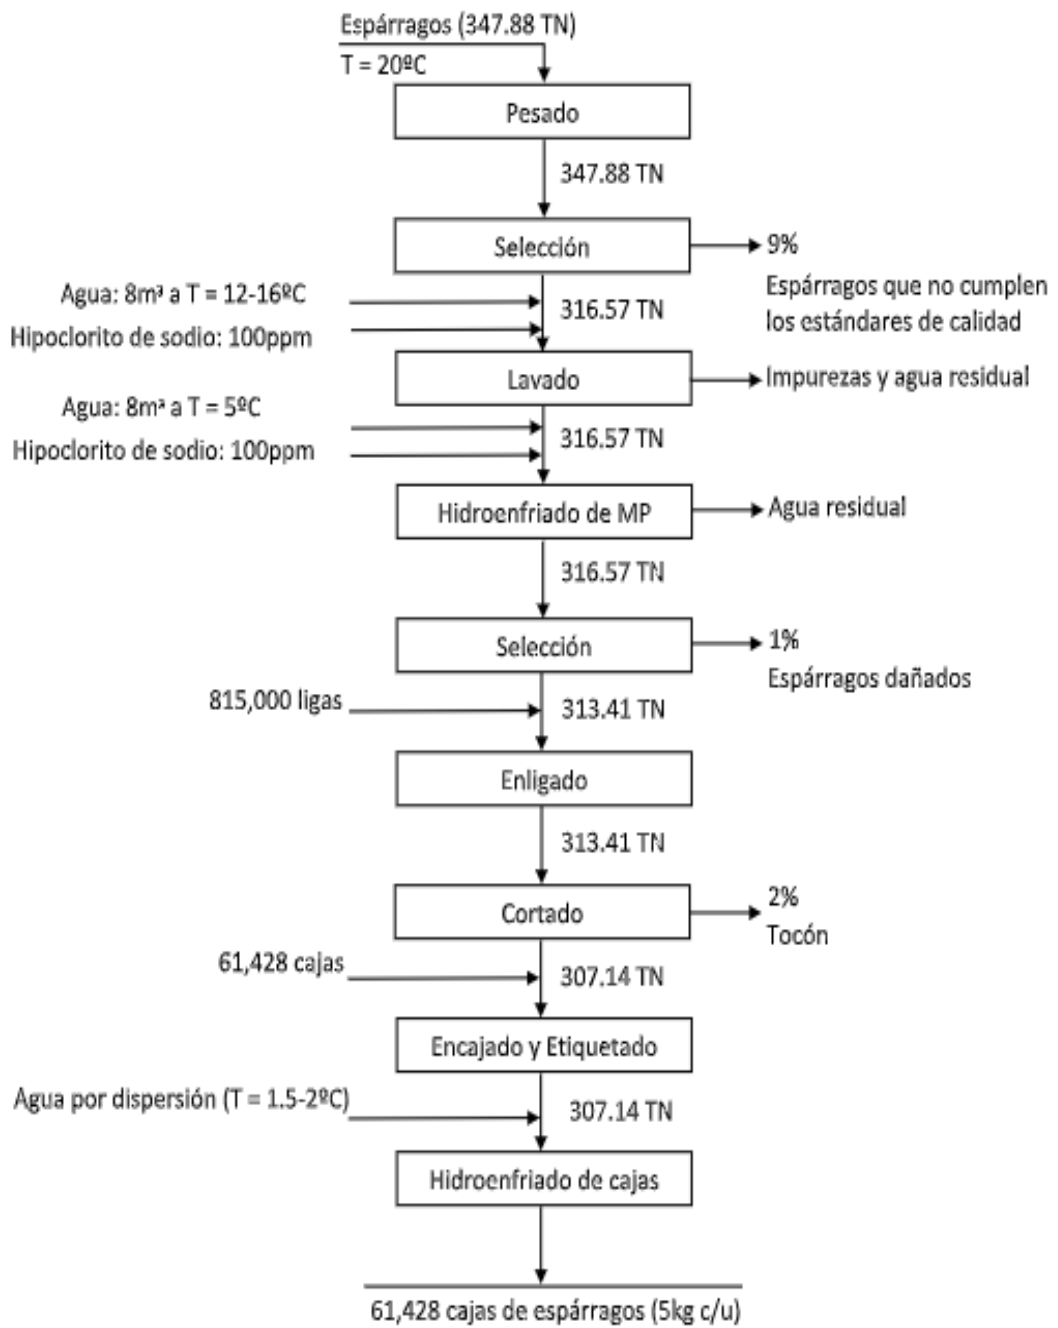 Espárragos (347.88 TN)
T = 20ºC
Pesado
347.88 TN
Selección
9%
Espárragos que no cumplen
los estándares de calidad
Agua: 8m³ a T = 12-16ºC
316.57 TN
Hipoclorito de sodio: 100ppm
Lavado
Impurezas y agua residual
Agua: 8m³ a T = 5ºC
316.57 TN
Hipoclorito de sodio: 100ppm
Hidroenfriado de MP
Agua residual
316.57 TN
Selección
1%
Espárragos dañados
815,000 ligas
313.41 TN
Enligado
313.41 TN
Cortado
2%
Tocón
61,428 cajas
307.14 TN
Encajado y Etiquetado
Agua por dispersión (T = 1.5-2ºC)
307.14 TN
Hidroenfriado de cajas
61,428 cajas de espárragos (5kg c/u)